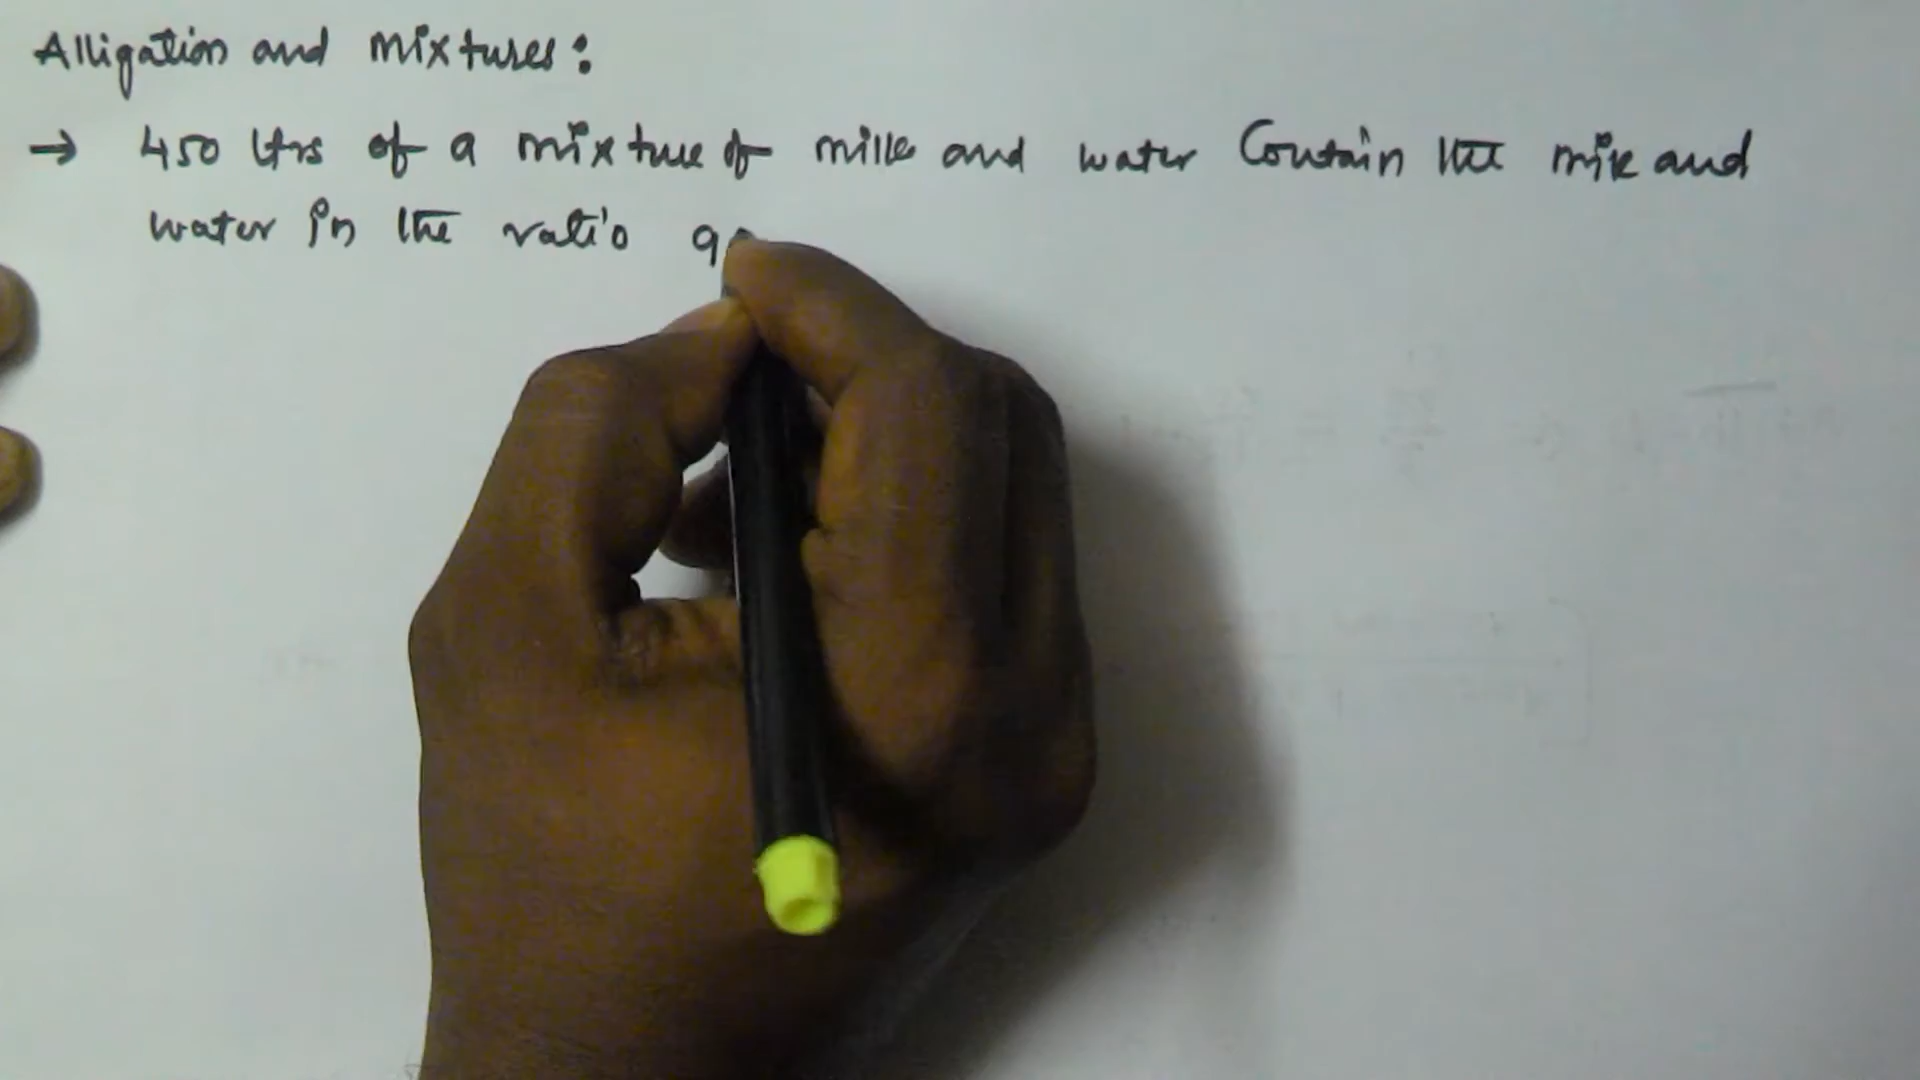 Alligation and mixtures:
→ 450 ltrs of a mixture of milk and water Contain the milk and
water in the ratio 9